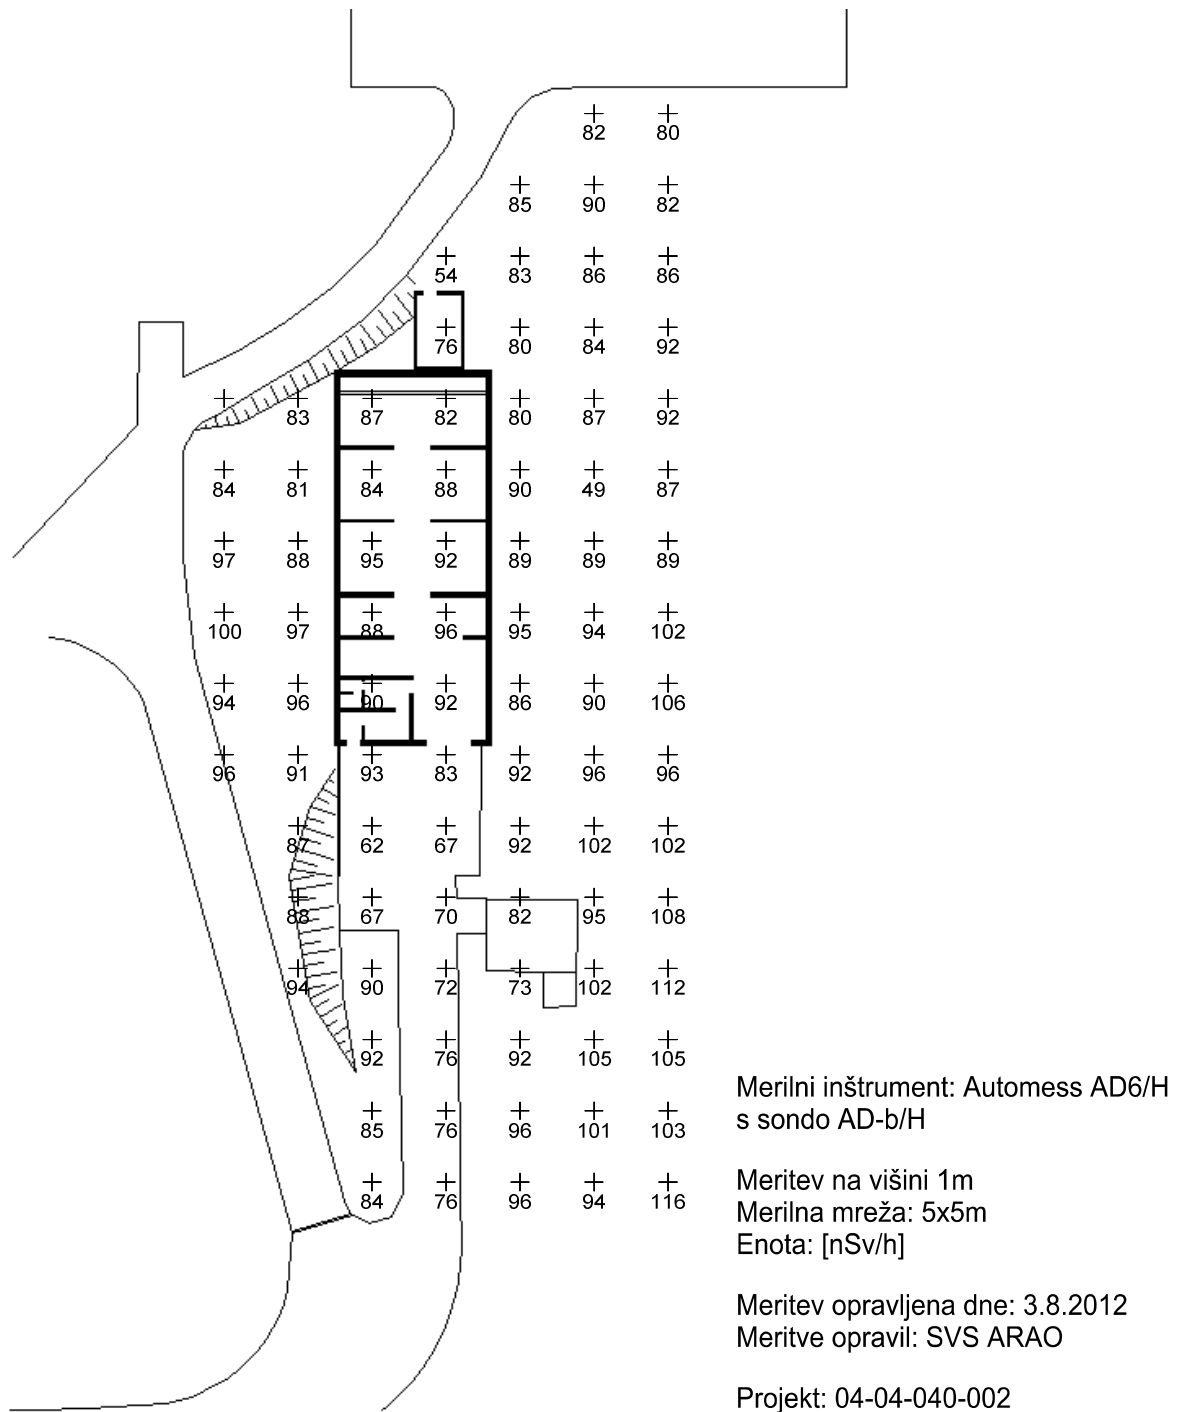 82 80
85 90 82
54 83 86 86
76 80 84 92
83 87 82 80 87 92
84 81 84 88 90 49 87
97 88 95 92 89 89 89
100 97 88 96 95 94 102
94 96 90 92 86 90 106
96 91 93 83 92 96 96
87 62 67 92 102 102
88 67 70 82 95 108
94 90 72 73 102 112
92 76 92 105 105
85 76 96 101 103
84 76 96 94 116
Merilni inštrument: Automess AD6/H
s sondo AD-b/H
Meritev na višini 1m
Merilna mreža: 5x5m
Enota: [nSv/h]
Meritev opravljena dne: 3.8.2012
Meritve opravil: SVS ARAO
Projekt: 04-04-040-002